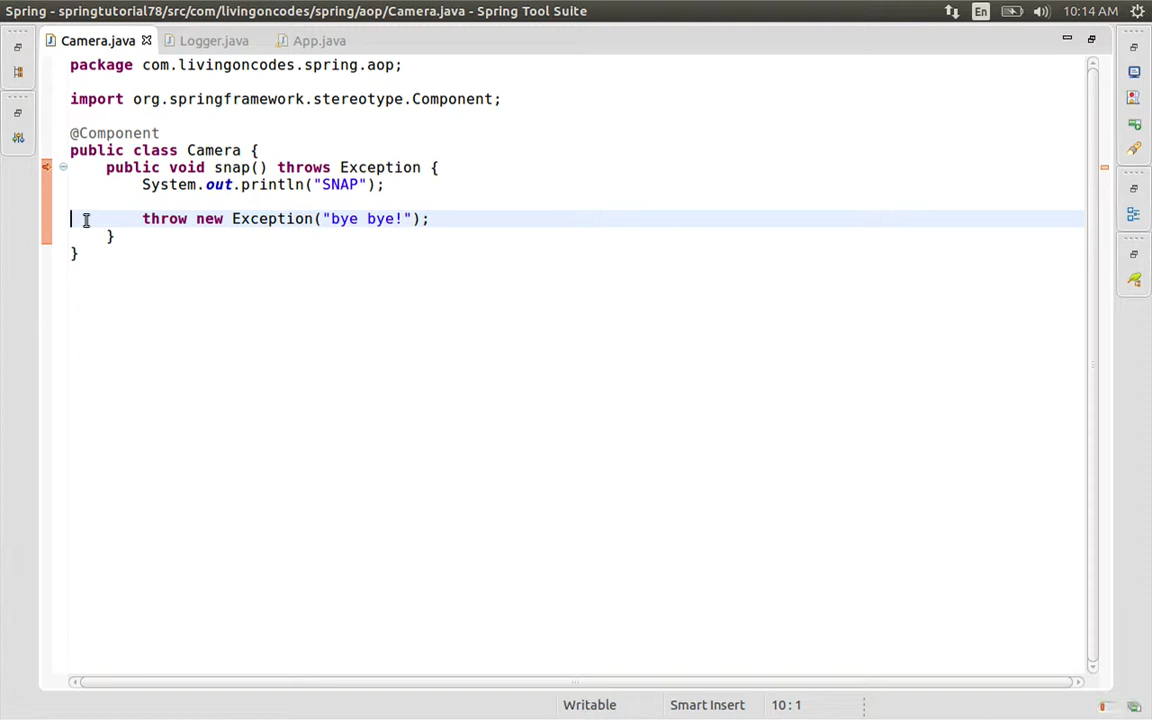 Spring - springtutorial78/src/com/livingoncodes/spring/aop/Camera.java - Spring Tool Suite
En
10:14 AM
Camera.java
Logger.java
App.java
package com.livingoncodes.spring.aop;
import org.springframework.stereotype.Component;
@Component
public class Camera {
public void snap() throws Exception {
System.out.println("SNAP");
throw new Exception("bye bye!");
}
}
Writable
Smart Insert
10 : 1